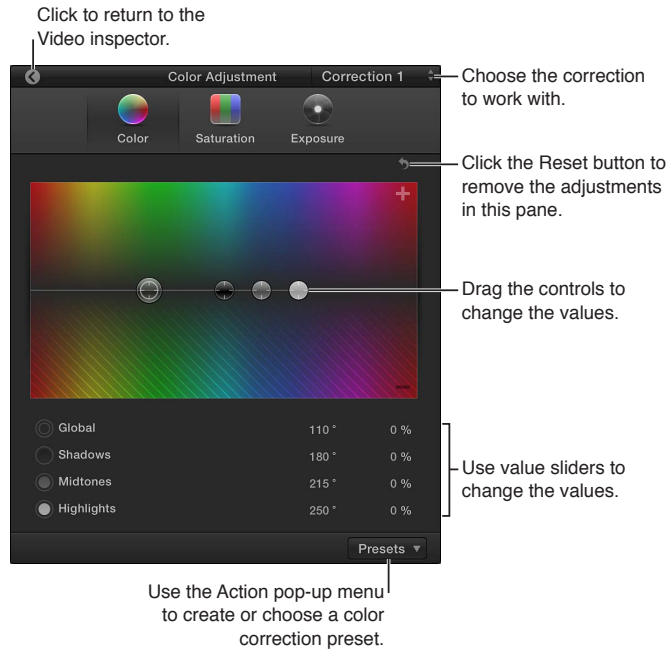 Click to return to the
Video inspector.
Color Adjustment
Correction 1
Choose the correction
to work with.
Color
Saturation
Exposure
Click the Reset button to
remove the adjustments
in this pane.
Drag the controls to
change the values.
Global 110 ° 0 %
Shadows 180 ° 0 %
Midtones 215 ° 0 %
Highlights 250 ° 0 %
Use value sliders to
change the values.
Presets
Use the Action pop-up menu
to create or choose a color
correction preset.